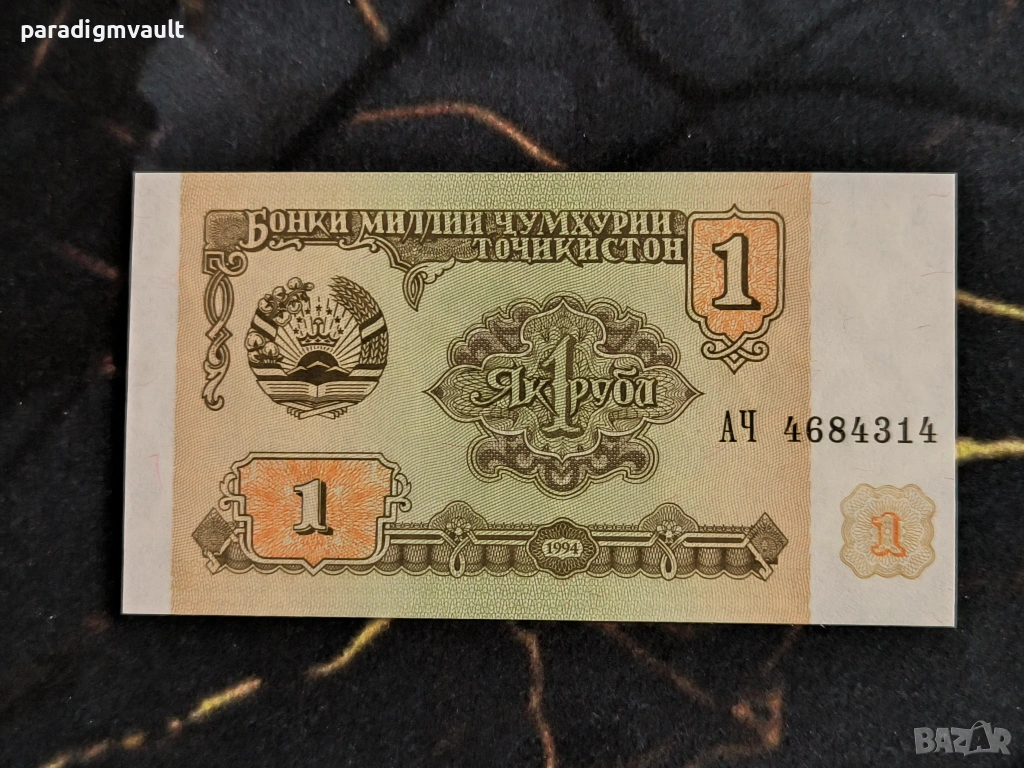 paradigmvault
БОНКИ МИЛЛИИ ҶУМҲУРИИ
ТОҶИКИСТОН
1
1
ЯК РУБЛ
АЧ 4684314
1
1994
1
BAZAR